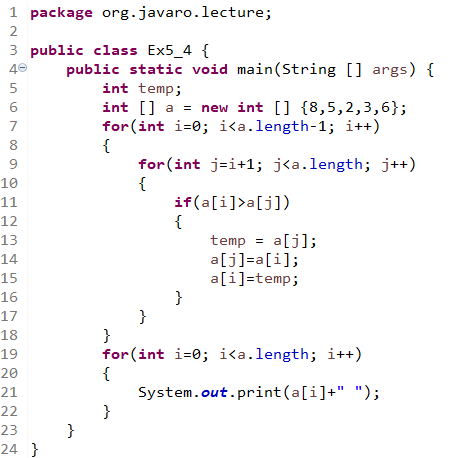 1 package org.javaro.lecture;
2
3 public class Ex5_4 {
4 public static void main(String [] args) {
5 int temp;
6 int [] a = new int [] {8,5,2,3,6};
7 for(int i=0; i<a.length-1; i++)
8 {
9 for(int j=i+1; j<a.length; j++)
10 {
11 if(a[i]>a[j])
12 {
13 temp = a[j];
14 a[j]=a[i];
15 a[i]=temp;
16 }
17 }
18 }
19 for(int i=0; i<a.length; i++)
20 {
21 System.out.print(a[i]+" ");
22 }
23 }
24 }